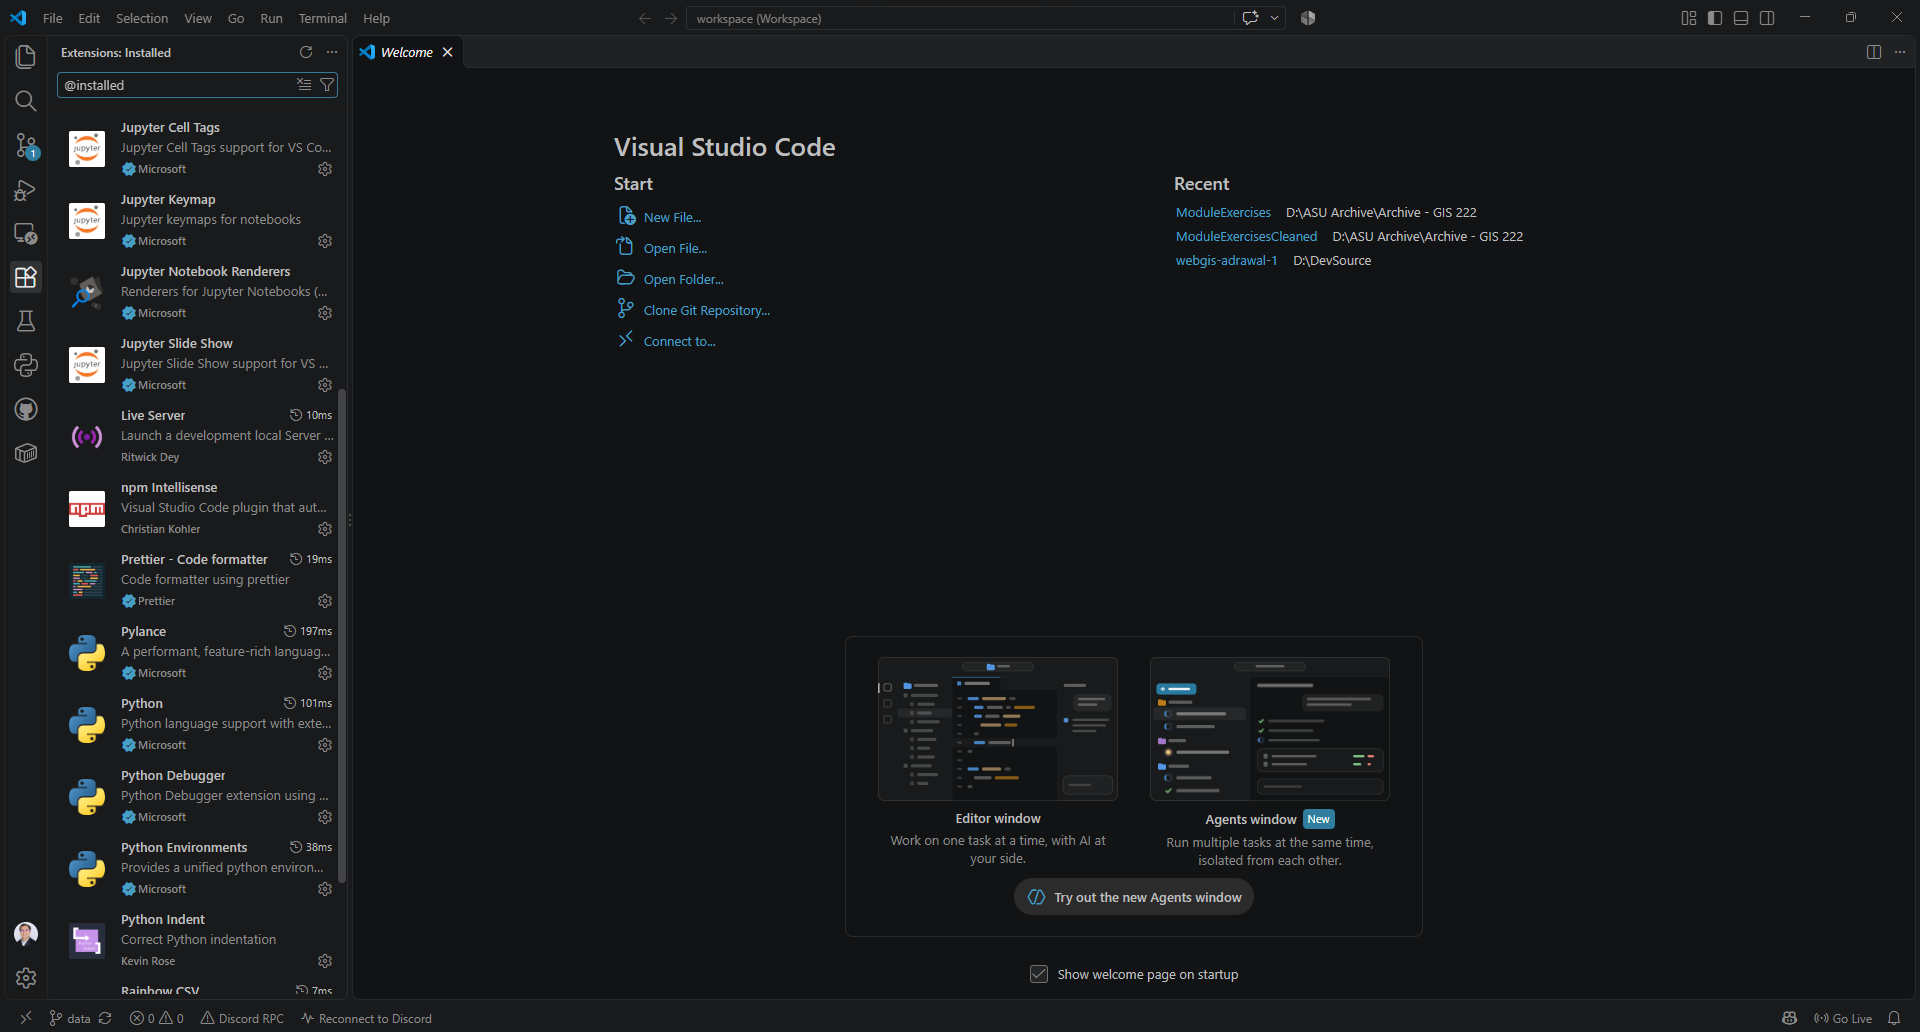 File Edit Selection View Go Run Terminal Help
workspace (Workspace)
Extensions: Installed
@installed
Jupyter Cell Tags
Jupyter Cell Tags support for VS Co...
Microsoft
Jupyter Keymap
Jupyter keymaps for notebooks
Microsoft
Jupyter Notebook Renderers
Renderers for Jupyter Notebooks (...
Microsoft
Jupyter Slide Show
Jupyter Slide Show support for VS ...
Microsoft
Live Server 10ms
Launch a development local Server ...
Ritwick Dey
npm Intellisense
Visual Studio Code plugin that aut...
Christian Kohler
Prettier - Code formatter 19ms
Code formatter using prettier
Prettier
Pylance 197ms
A performant, feature-rich languag...
Microsoft
Python 101ms
Python language support with exte...
Microsoft
Python Debugger
Python Debugger extension using ...
Microsoft
Python Environments 38ms
Provides a unified python environ...
Microsoft
Python Indent
Correct Python indentation
Kevin Rose
Rainbow CSV 7ms
jupyter
jupyter
jupyter
npm
1
Welcome
Visual Studio Code
Start
New File...
Open File...
Open Folder...
Clone Git Repository...
Connect to...
Recent
ModuleExercises D:\ASU Archive\Archive - GIS 222
ModuleExercisesCleaned D:\ASU Archive\Archive - GIS 222
webgis-adrawal-1 D:\DevSource
Editor window
Work on one task at a time, with AI at
your side.
Agents window New
Run multiple tasks at the same time,
isolated from each other.
Try out the new Agents window
Show welcome page on startup
data 0 0 Discord RPC Reconnect to Discord
Go Live